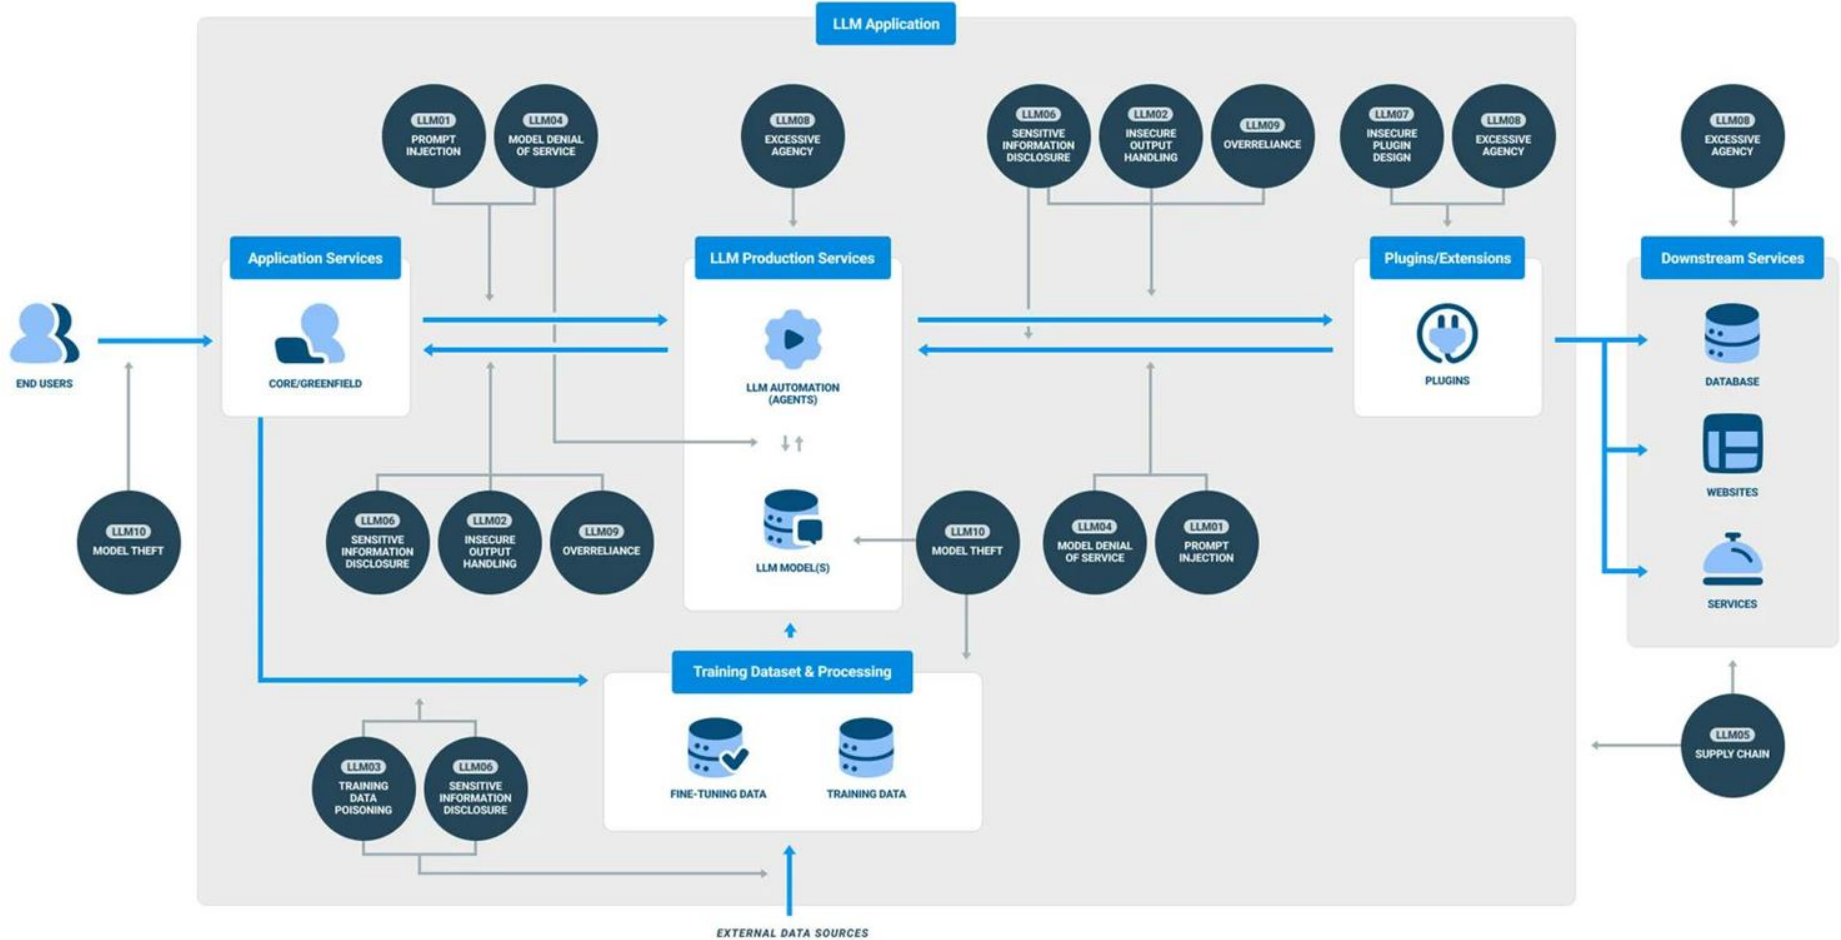 LLM Application
LLM01
PROMPT
INJECTION
LLM04
MODEL DENIAL
OF SERVICE
LLM08
EXCESSIVE
AGENCY
LLM06
SENSITIVE
INFORMATION
DISCLOSURE
LLM02
INSECURE
OUTPUT
HANDLING
LLM09
OVERRELIANCE
LLM07
INSECURE
PLUGIN
DESIGN
LLM08
EXCESSIVE
AGENCY
LLM08
EXCESSIVE
AGENCY
Application Services
LLM Production Services
Plugins/Extensions
Downstream Services
END USERS
CORE/GREENFIELD
LLM AUTOMATION
(AGENTS)
PLUGINS
DATABASE
WEBSITES
LLM10
MODEL THEFT
LLM06
SENSITIVE
INFORMATION
DISCLOSURE
LLM02
INSECURE
OUTPUT
HANDLING
LLM09
OVERRELIANCE
LLM MODEL(S)
LLM10
MODEL THEFT
LLM04
MODEL DENIAL
OF SERVICE
LLM01
PROMPT
INJECTION
SERVICES
Training Dataset & Processing
LLM03
TRAINING
DATA
POISONING
LLM06
SENSITIVE
INFORMATION
DISCLOSURE
FINE-TUNING DATA
TRAINING DATA
LLM05
SUPPLY CHAIN
EXTERNAL DATA SOURCES